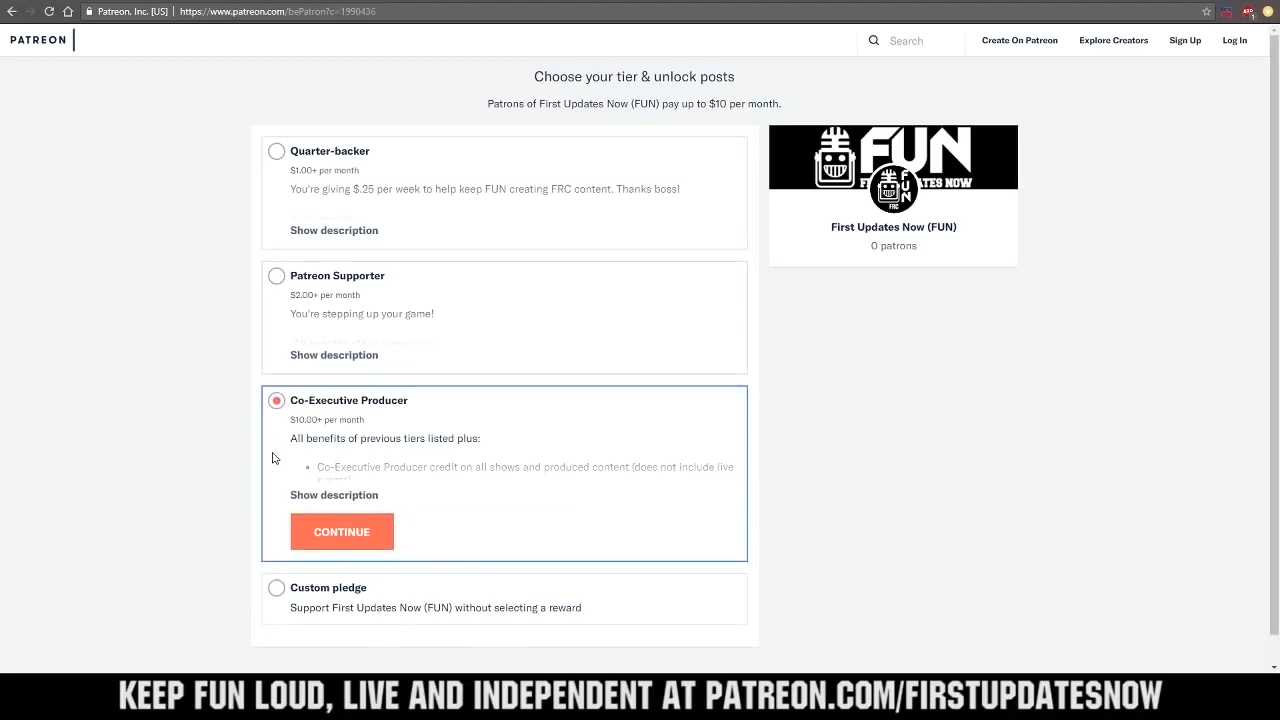 Patreon, Inc. [US] | https://www.patreon.com/bePatron?c=1990436
PATREON
Search
Create On Patreon
Explore Creators
Sign Up
Log In
Choose your tier & unlock posts
Patrons of First Updates Now (FUN) pay up to $10 per month.
Quarter-backer
$1.00+ per month
You're giving $.25 per week to help keep FUN creating FRC content. Thanks boss!
Show description
Patreon Supporter
$2.00+ per month
You're stepping up your game!
Show description
Co-Executive Producer
$10.00+ per month
All benefits of previous tiers listed plus:
Co-Executive Producer credit on all shows and produced content (does not include live
Show description
CONTINUE
Custom pledge
Support First Updates Now (FUN) without selecting a reward
FUN
FUN
FRC
First Updates Now (FUN)
0 patrons
KEEP FUN LOUD, LIVE AND INDEPENDENT AT PATREON.COM/FIRSTUPDATESNOW